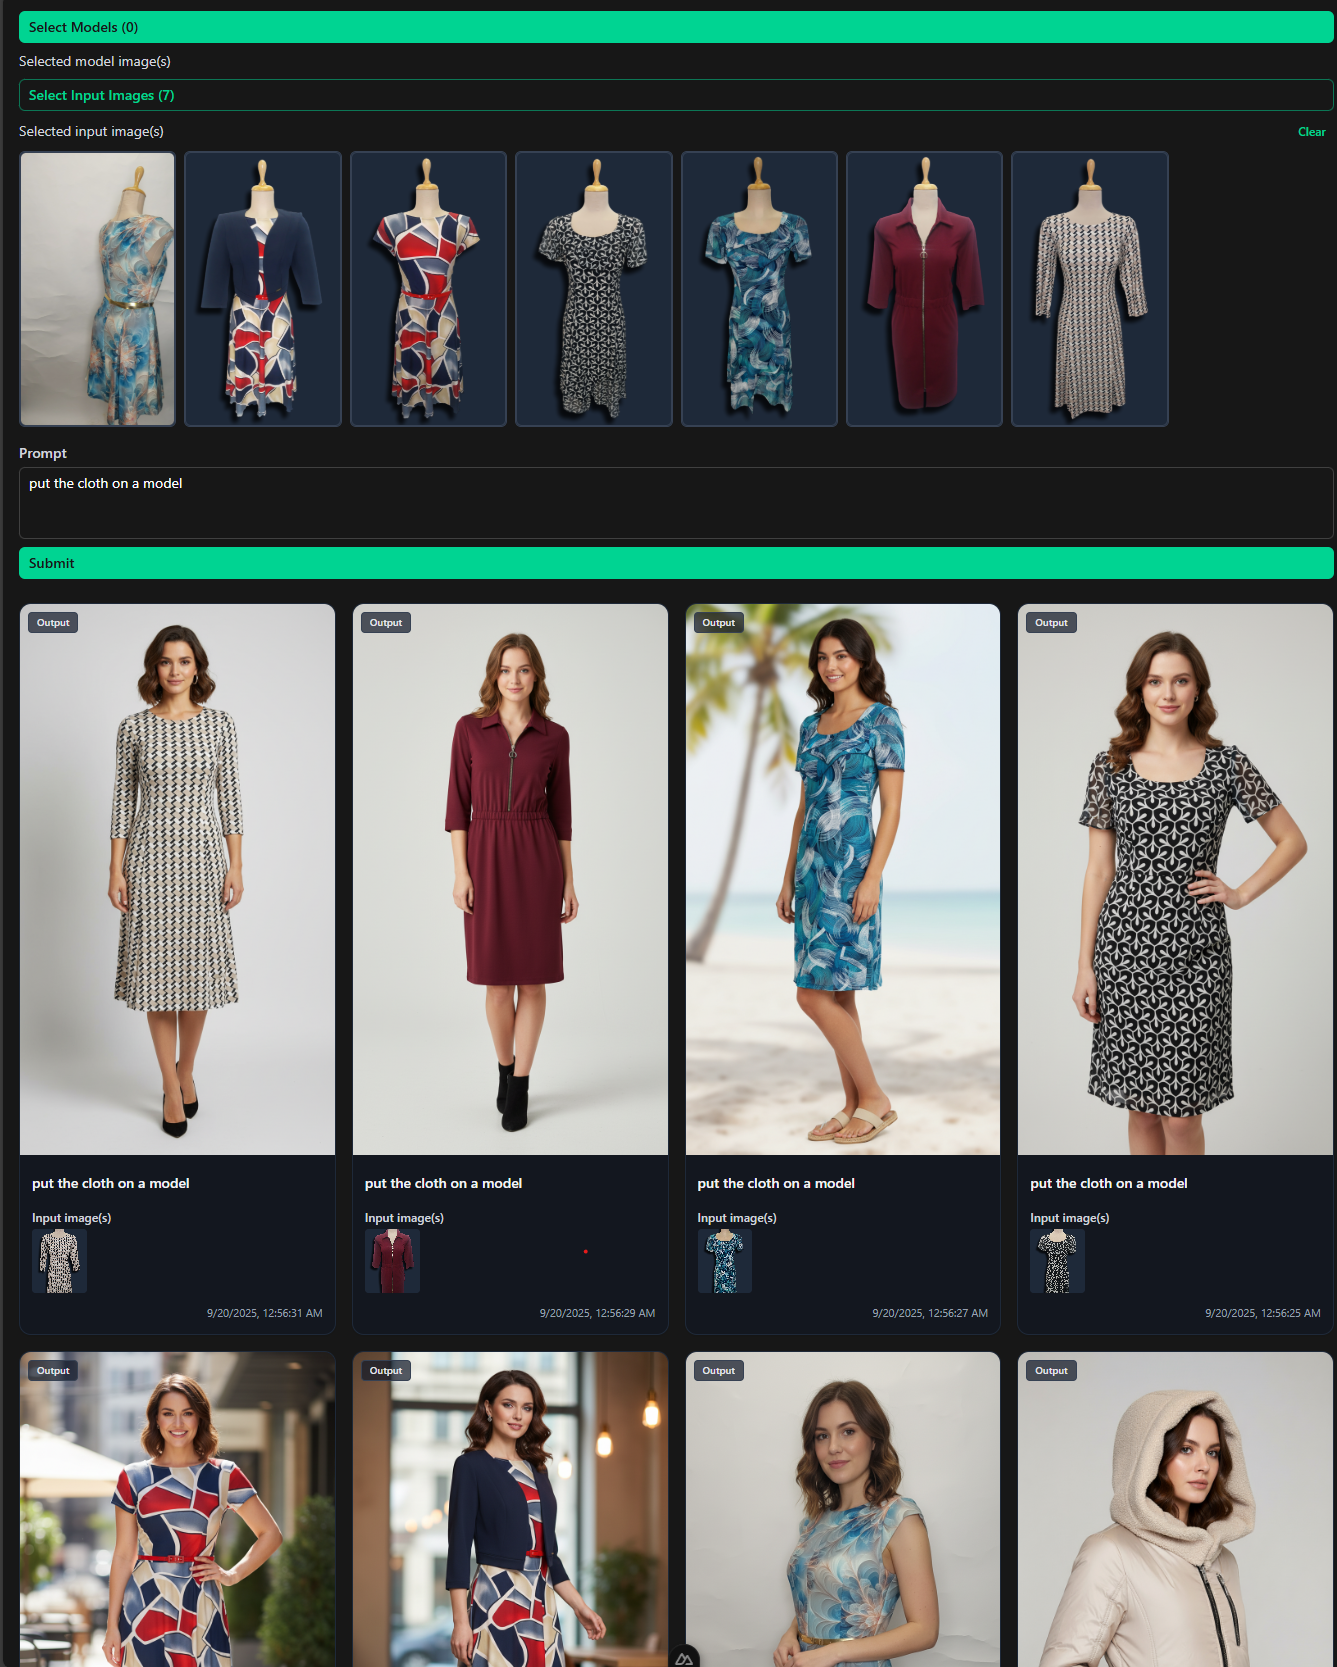 Select Models (0)
Selected model image(s)
Select Input Images (7)
Selected input image(s)
Clear
Prompt
put the cloth on a model
Submit
Output
Output
Output
Output
put the cloth on a model
put the cloth on a model
put the cloth on a model
put the cloth on a model
Input image(s)
Input image(s)
Input image(s)
Input image(s)
9/20/2025, 12:56:31 AM
9/20/2025, 12:56:29 AM
9/20/2025, 12:56:27 AM
9/20/2025, 12:56:25 AM
Output
Output
Output
Output